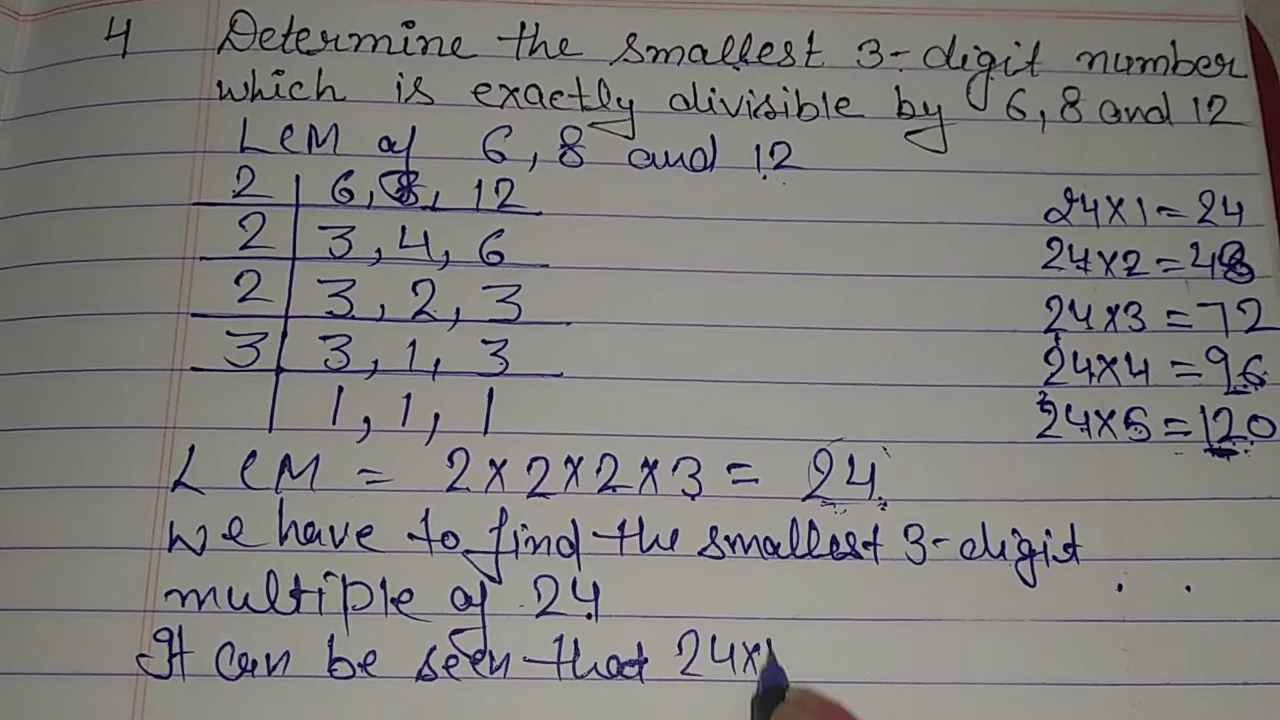 4 Determine the smallest 3-digit number
which is exactly divisible by 6, 8 and 12
LCM of 6, 8 and 12
2 | 6, 8, 12
2 | 3, 4, 6
2 | 3, 2, 3
3 | 3, 1, 3
| 1, 1, 1
24×1=24
24×2=48
24×3=72
24×4=96
24×5=120
LCM = 2×2×2×3 = 24
we have to find the smallest 3-digit
multiple of 24
It can be seen that 24×